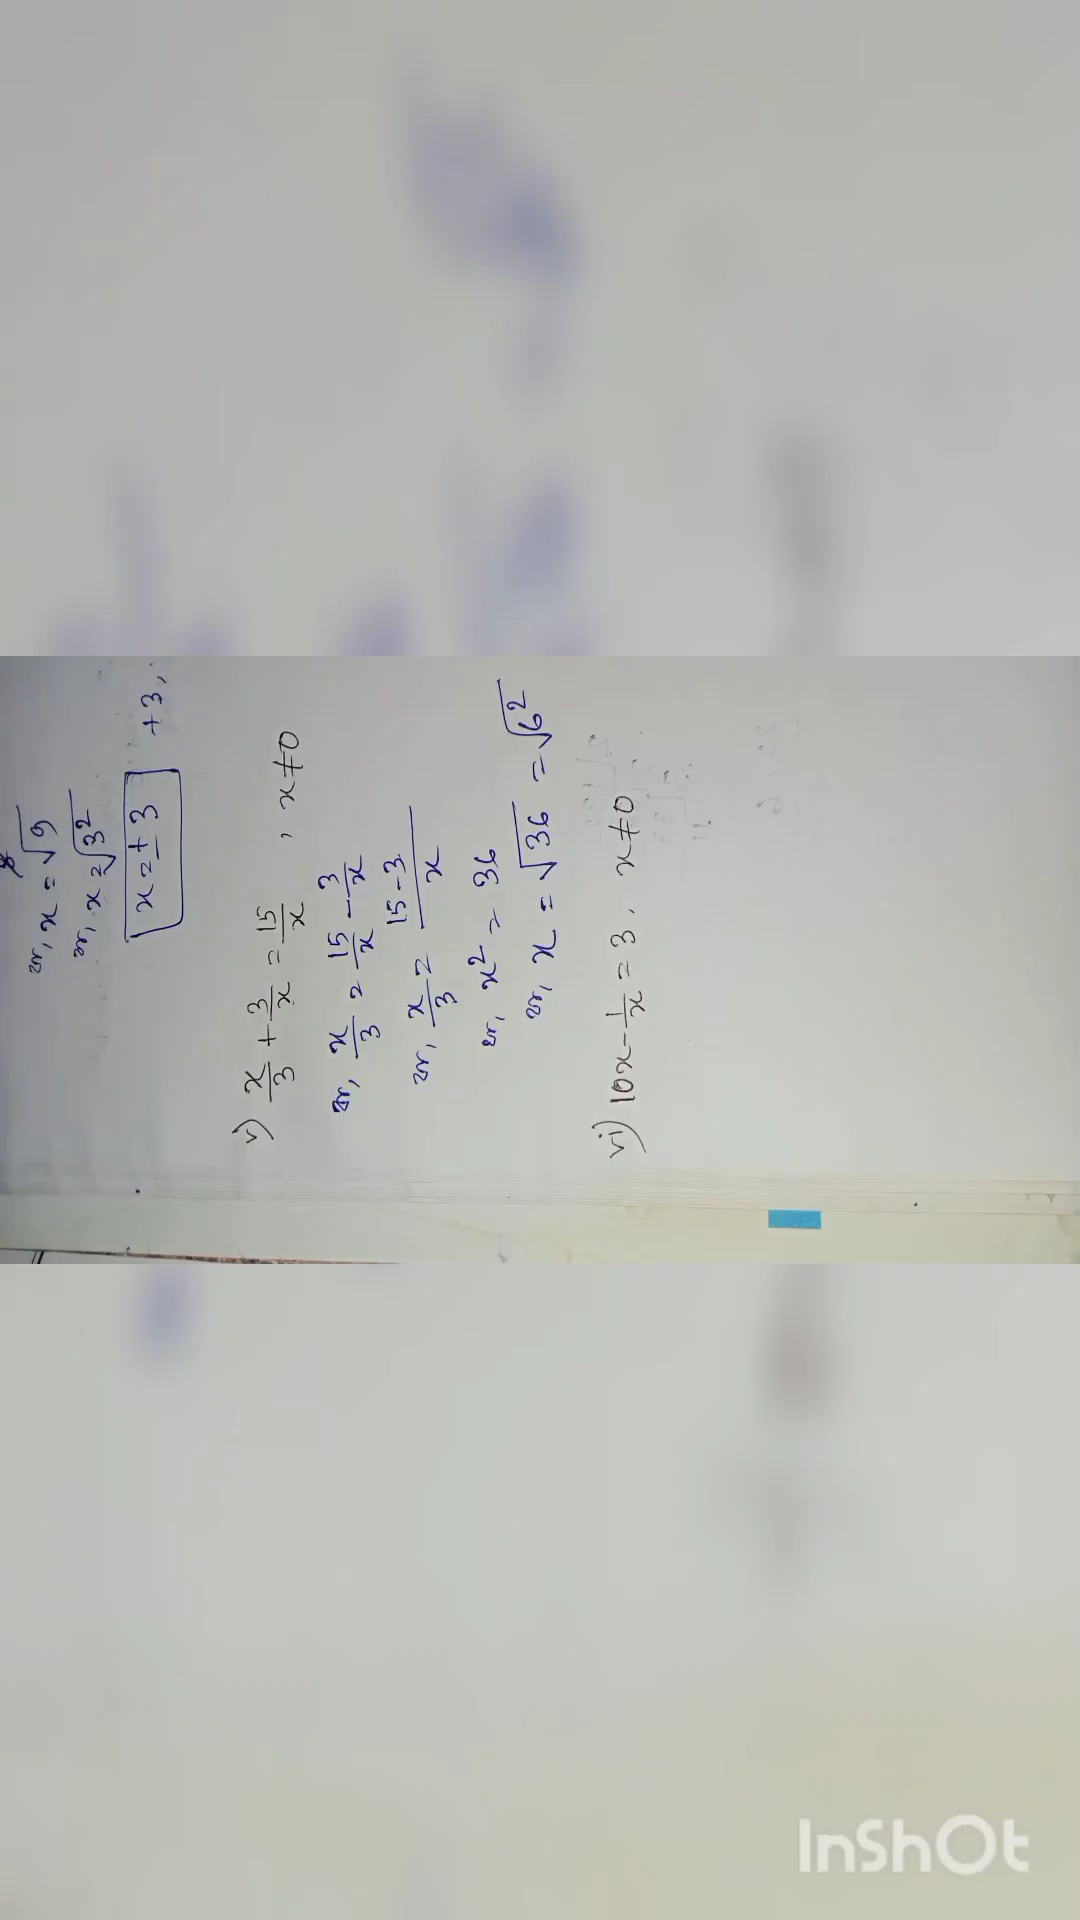 বা, x = √9
বা, x = √3²
x = ± 3
+3,
v) x/3 + 3/x = 15/x , x ≠ 0
বা, x/3 = 15/x - 3/x
বা, x/3 = 15-3/x
বা, x² = 36
বা, x = √36 = √6²
vi) 10x - 1/x = 3, x ≠ 0
InShOt